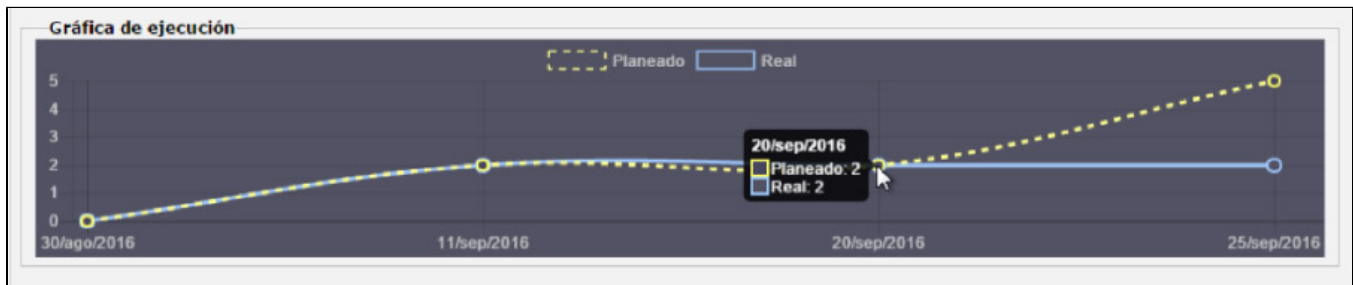 Gráfica de ejecución
Planeado Real
5
4
3
2
1
0
20/sep/2016
Planeado: 2
Real: 2
30/ago/2016 11/sep/2016 20/sep/2016 25/sep/2016